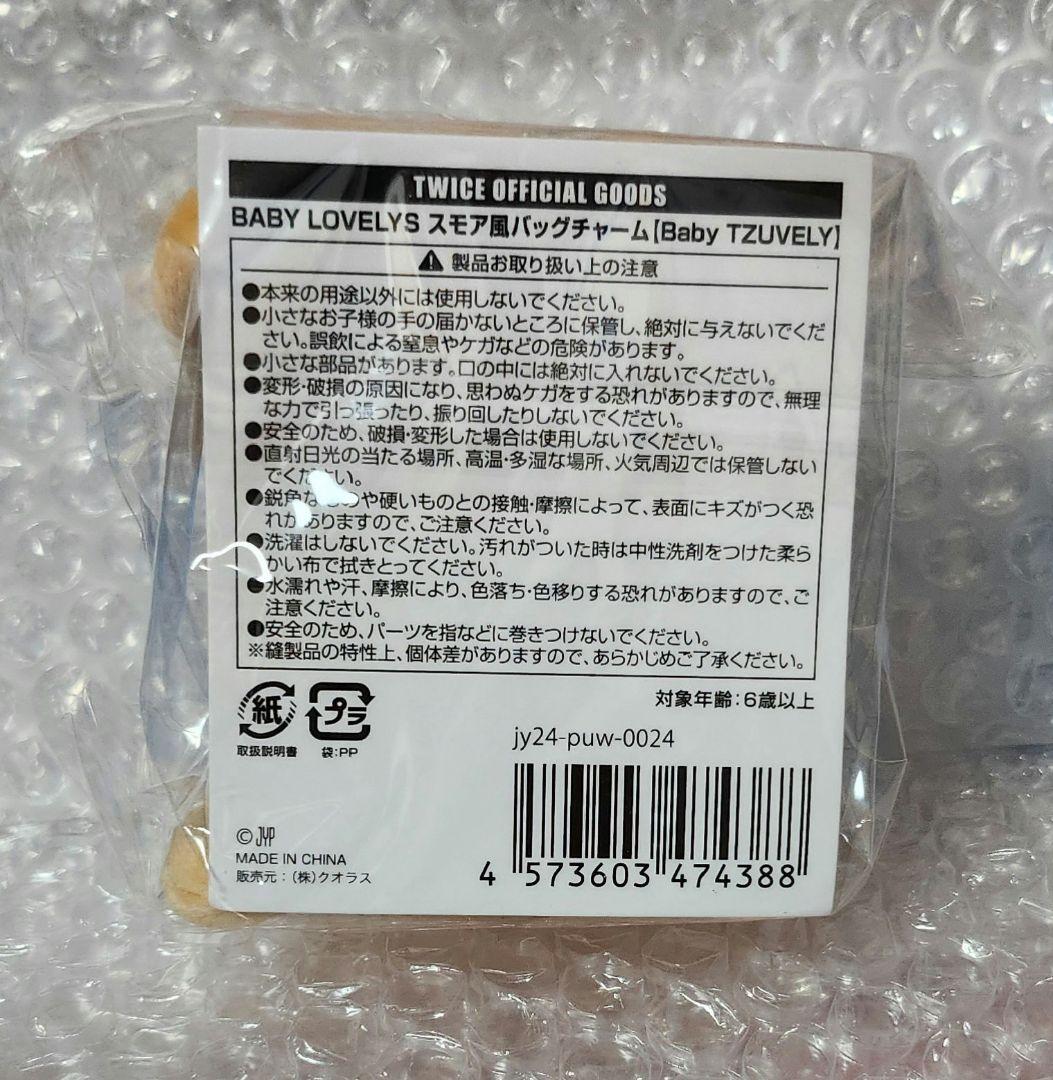 TWICE OFFICIAL GOODS
BABY LOVELYS スモア風バッグチャーム【Baby TZUVELY】
製品お取り扱い上の注意
●本来の用途以外には使用しないでください。
●小さなお子様の手の届かないところに保管し、絶対に与えないでくだ
さい。誤飲による窒息やケガなどの危険があります。
●小さな部品があります。口の中には絶対に入れないでください。
●変形・破損の原因になり、思わぬケガをする恐れがありますので、無理
な力で引っ張ったり、振り回したりしないでください。
●安全のため、破損・変形した場合は使用しないでください。
●直射日光の当たる場所、高温・多湿な場所、火気周辺では保管しない
でください。
●鋭角なものや硬いものとの接触・摩擦によって、表面にキズがつく恐
れがありますので、ご注意ください。
●洗濯はしないでください。汚れがついた時は中性洗剤をつけた柔ら
かい布で拭きとってください。
●水濡れや汗、摩擦により、色落ち・色移りする恐れがありますので、ご
注意ください。
●安全のため、パーツを指などに巻きつけないでください。
※縫製品の特性上、個体差がありますので、あらかじめご了承ください。
対象年齢:6歳以上
紙 プラ
取扱説明書 袋:PP
jy24-puw-0024
4 573603 474388
© JYP
MADE IN CHINA
販売元:(株)クオラス